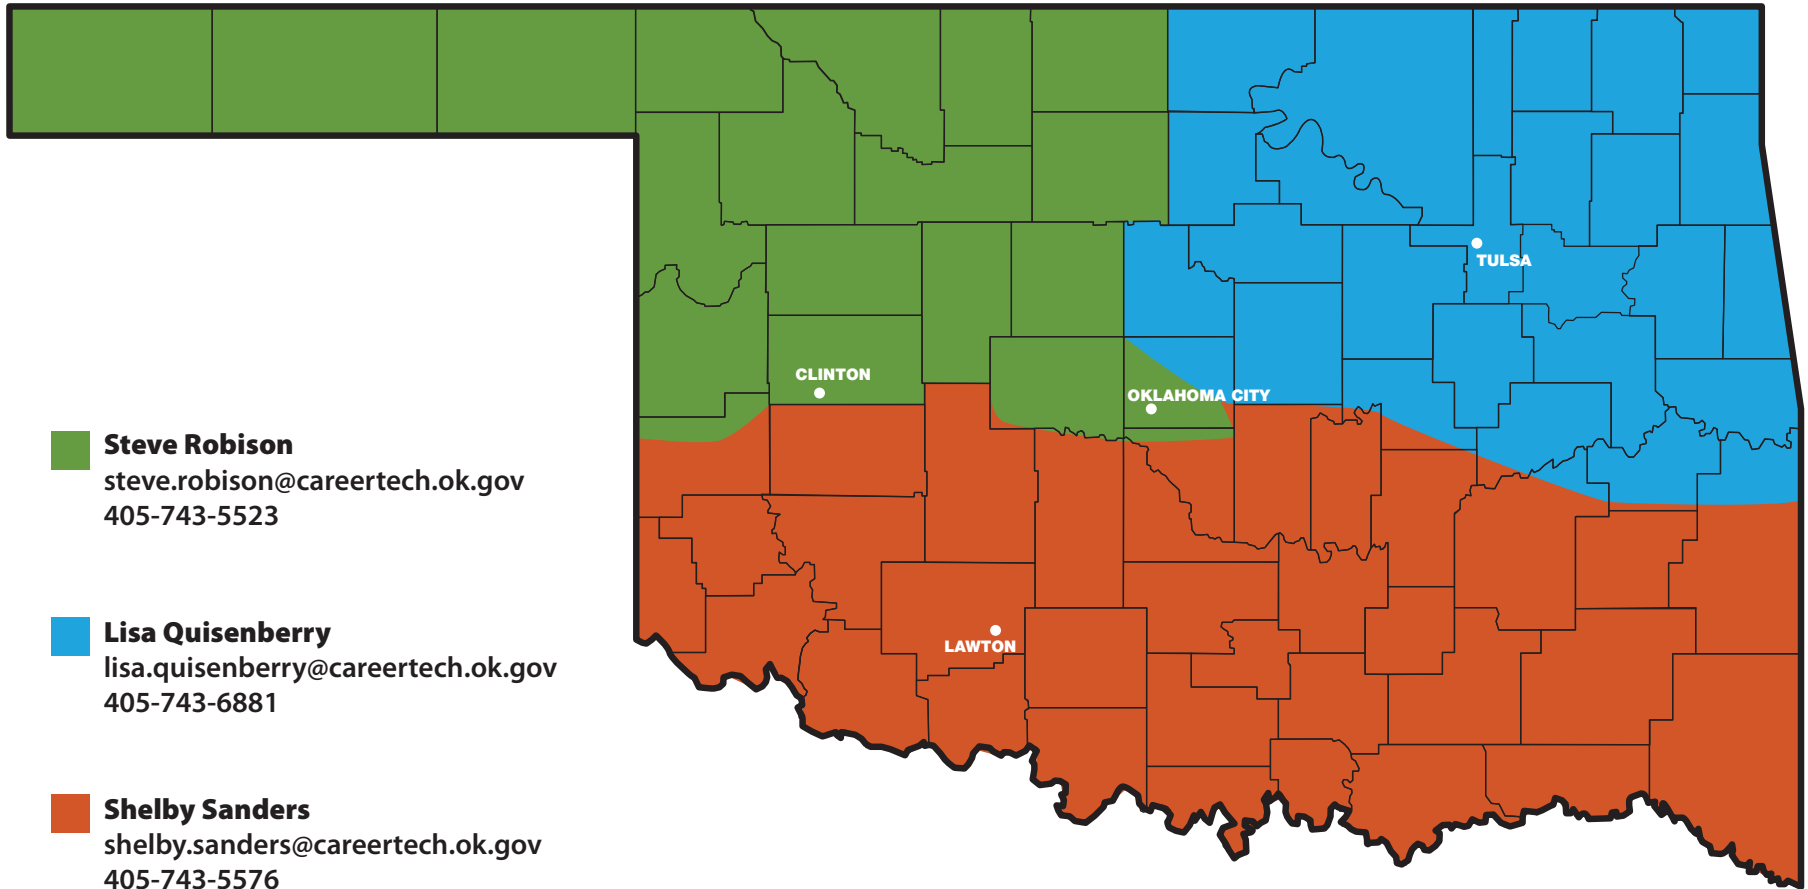 TULSA
CLINTON
OKLAHOMA CITY
LAWTON
Steve Robison
steve.robison@careertech.ok.gov
405-743-5523
Lisa Quisenberry
lisa.quisenberry@careertech.ok.gov
405-743-6881
Shelby Sanders
shelby.sanders@careertech.ok.gov
405-743-5576